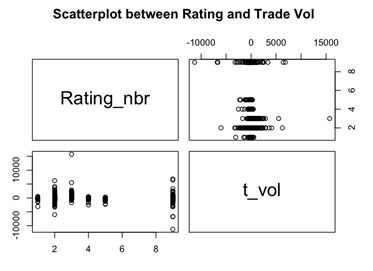 Scatterplot between Rating and Trade Vol
-10000 0 5000 15000
Rating_nbr
2 4 6 8
-10000 0 10000
t_vol
2 4 6 8